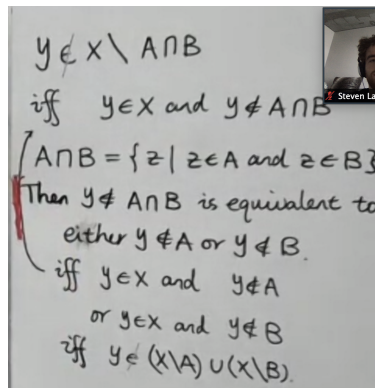 y ∉ X \ A∩B
iff y∈X and y∉A∩B
A∩B = {z | z∈A and z∈B}
Then y∉ A∩B is equivalent to
either y∉A or y∉B.
iff y∈X and y∉A
or y∈X and y∉B
iff y∈(X\A)∪(X\B).
Steven La